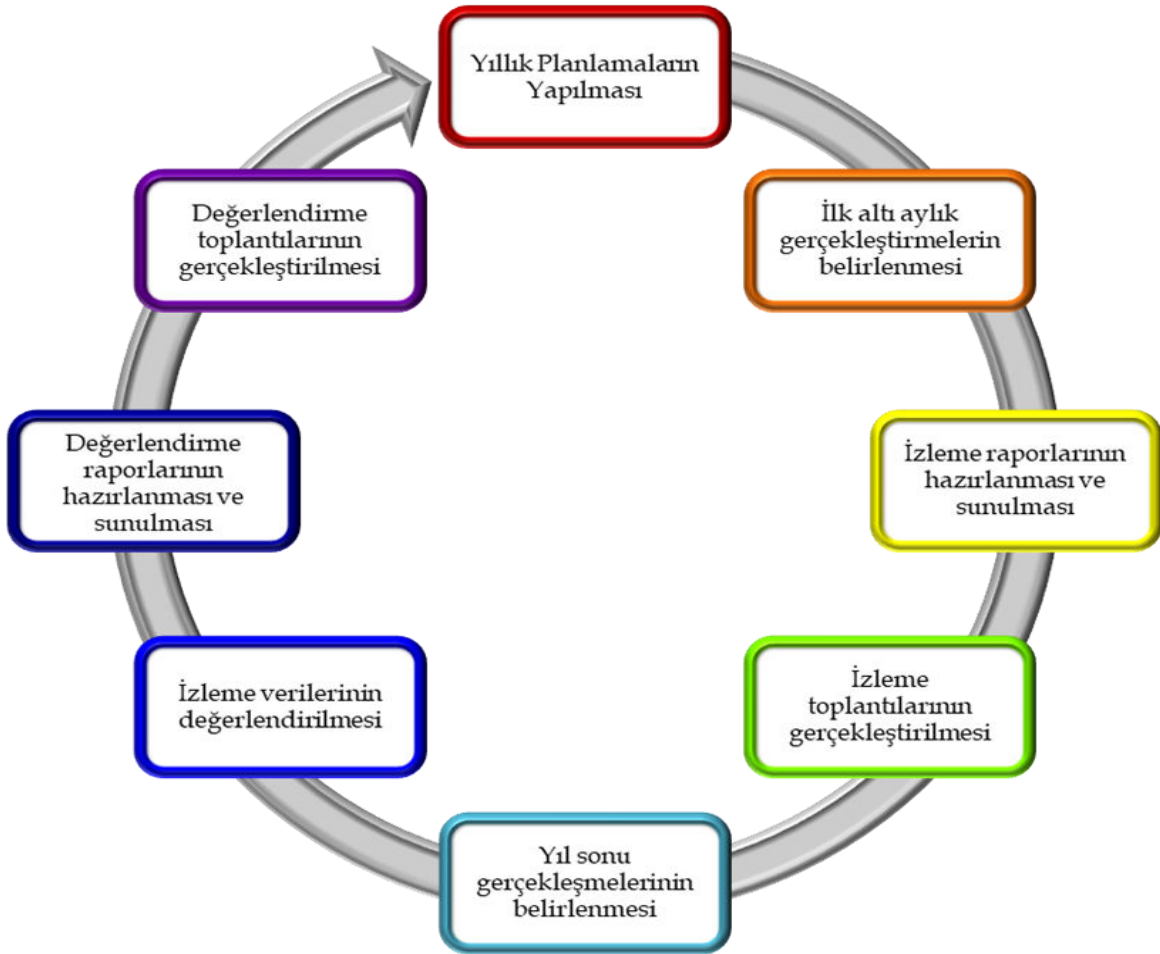 Yıllık Planlamaların
Yapılması
İlk altı aylık
gerçekleştirmelerin
belirlenmesi
İzleme raporlarının
hazırlanması ve
sunulması
İzleme
toplantılarının
gerçekleştirilmesi
Yıl sonu
gerçekleşmelerinin
belirlenmesi
İzleme verilerinin
değerlendirilmesi
Değerlendirme
raporlarının
hazırlanması ve
sunulması
Değerlendirme
toplantılarının
gerçekleştirilmesi